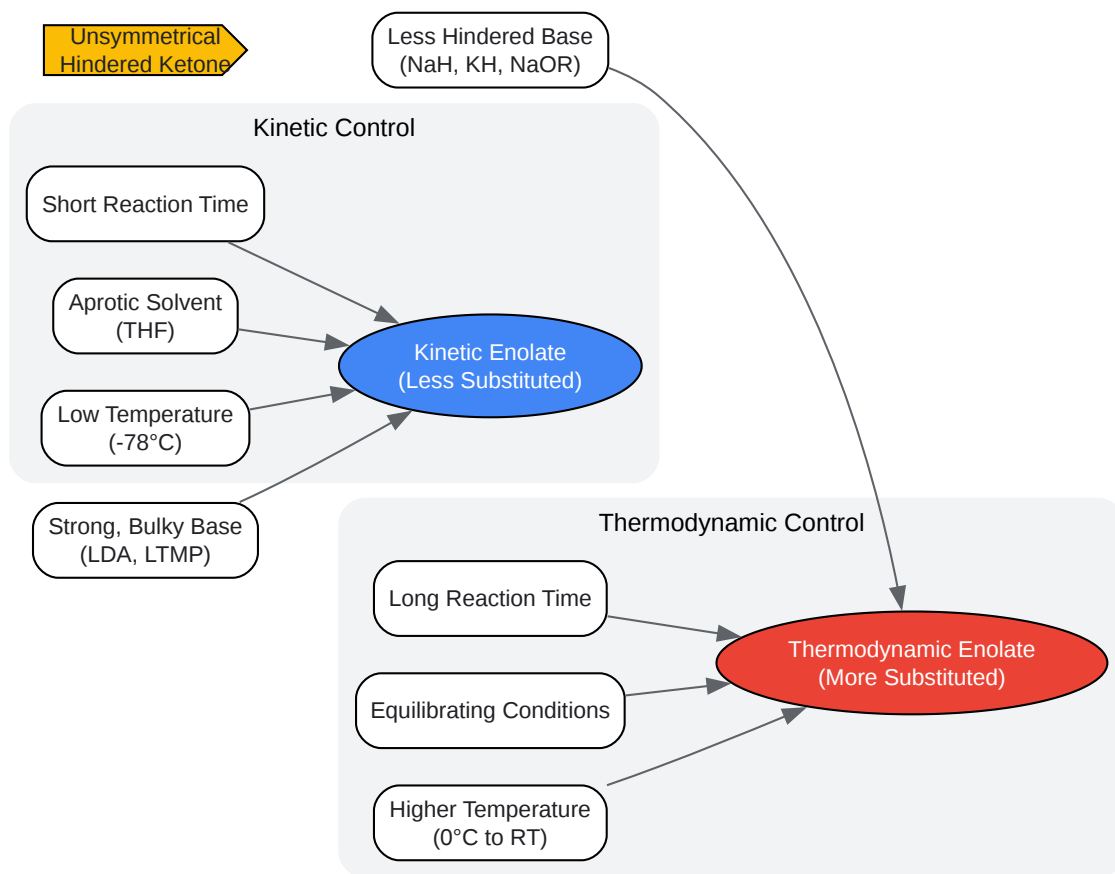 Unsymmetrical
Hindered Ketone
Less Hindered Base
(NaH, KH, NaOR)
Kinetic Control
Short Reaction Time
Aprotic Solvent
(THF)
Kinetic Enolate
(Less Substituted)
Low Temperature
(-78°C)
Strong, Bulky Base
(LDA, LTMP)
Thermodynamic Control
Long Reaction Time
Thermodynamic Enolate
(More Substituted)
Equilibrating Conditions
Higher Temperature
(0°C to RT)